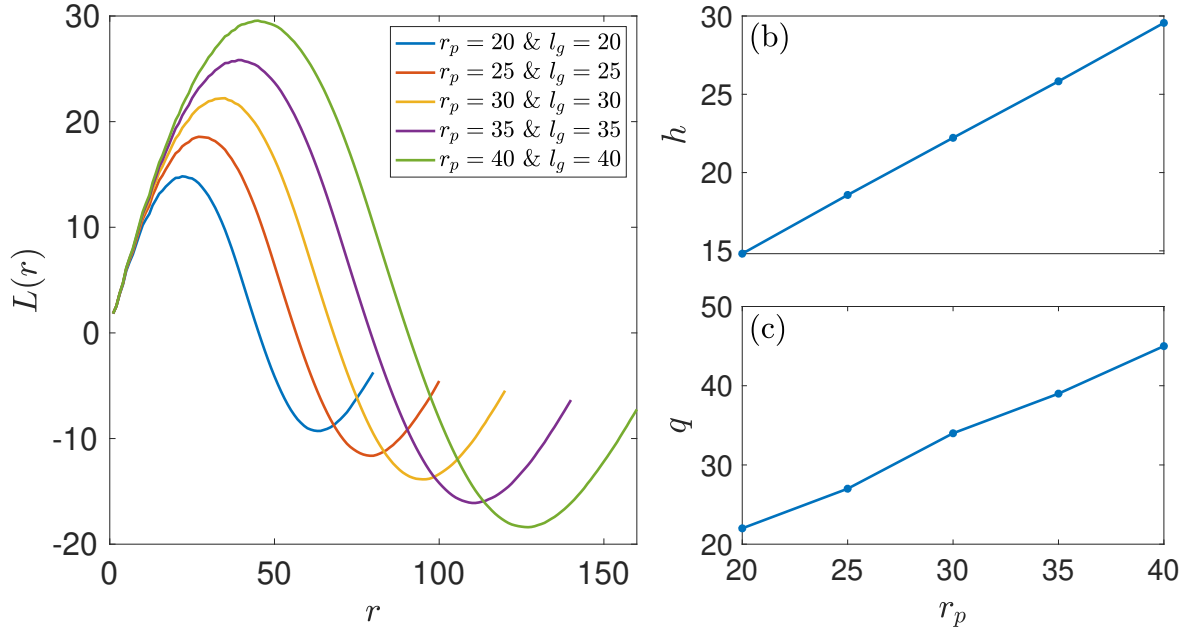 30
20
10
0
-10
-20
0
50
100
150
L(r)
r
r_p = 20 & l_g = 20
r_p = 25 & l_g = 25
r_p = 30 & l_g = 30
r_p = 35 & l_g = 35
r_p = 40 & l_g = 40
(b)
30
25
20
15
h
(c)
50
40
30
20
q
20
25
30
35
40
r_p